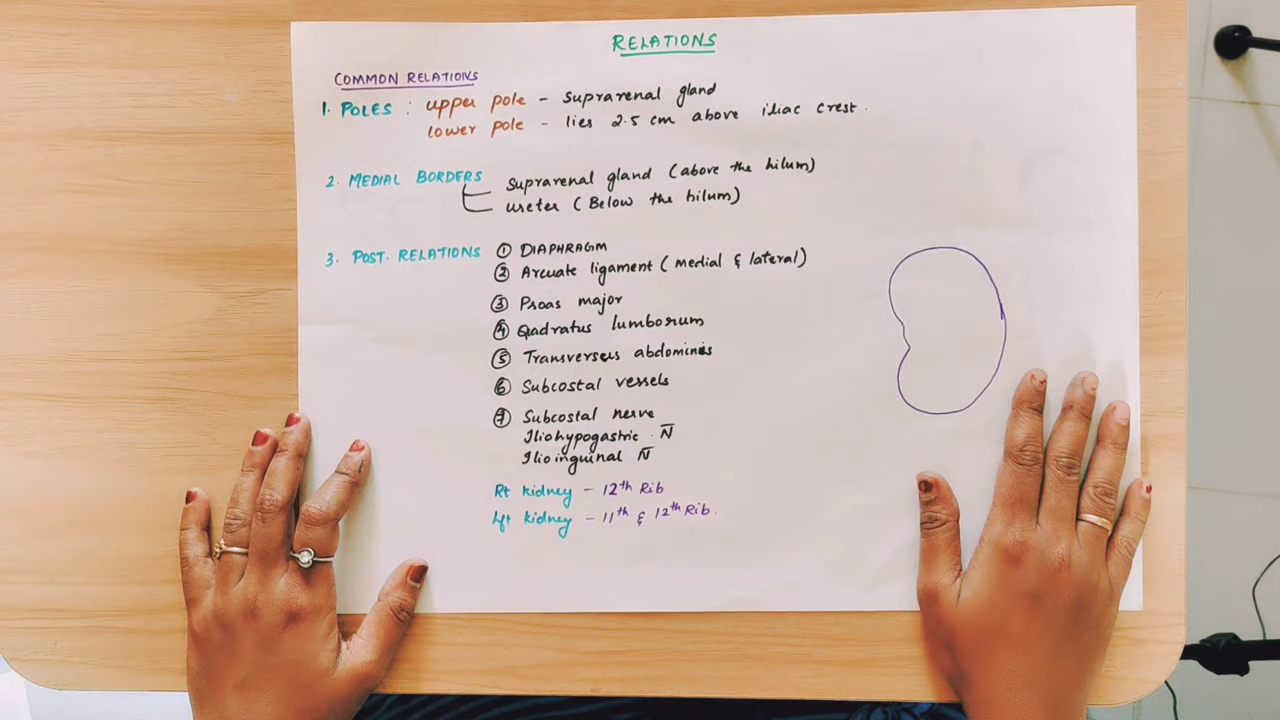 RELATIONS
COMMON RELATIONS
1. POLES : upper pole - Suprarenal gland
lower pole - lies 2.5 cm above iliac crest.
2. MEDIAL BORDERS
Suprarenal gland (above the hilum)
ureter (Below the hilum)
3. POST. RELATIONS ① DIAPHRAGM
② Arcuate ligament (medial & lateral)
③ Psoas major
④ Quadratus lumborum
⑤ Transversus abdominis
⑥ Subcostal vessels
⑦ Subcostal nerve
Iliohypogastric N̅
Ilioinguinal N̅
Rt kidney - 12th Rib
Lft kidney - 11th & 12th Rib.